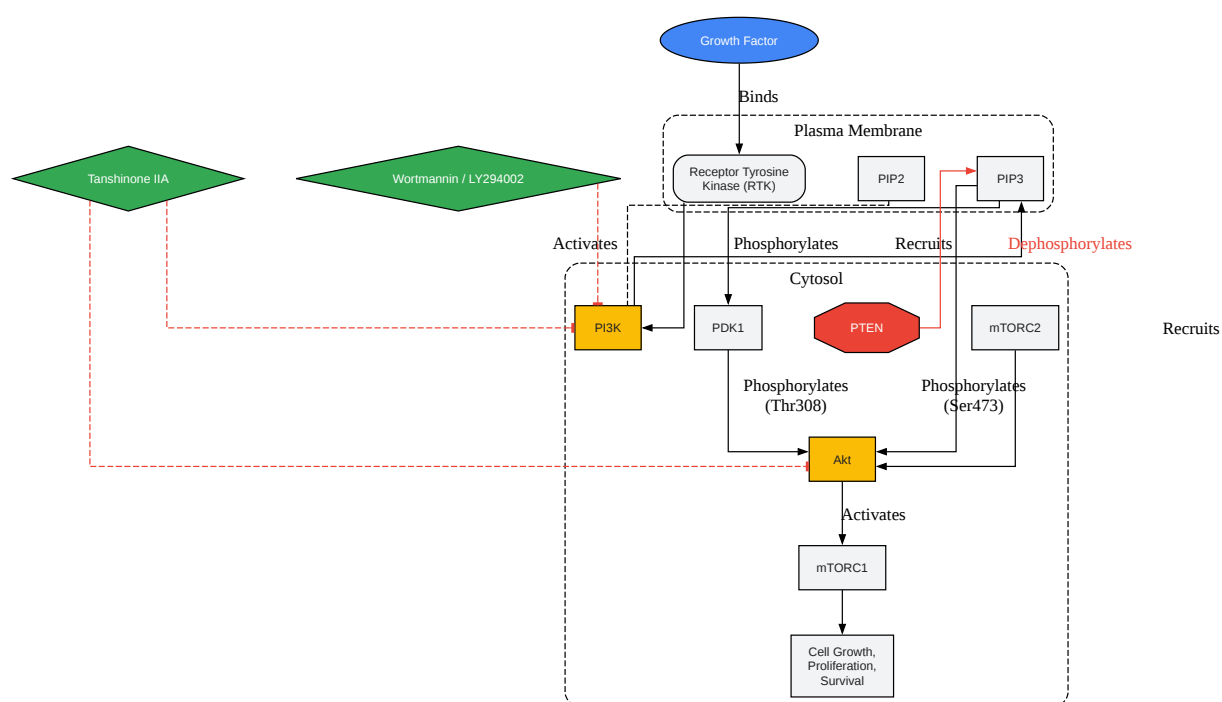 Growth Factor
Binds
Plasma Membrane
Tanshinone IIA
Wortmannin / LY294002
Receptor Tyrosine
Kinase (RTK)
PIP2
PIP3
Activates
Phosphorylates
Recruits
Dephosphorylates
Cytosol
PI3K
PDK1
PTEN
mTORC2
Recruits
Phosphorylates
(Thr308)
Phosphorylates
(Ser473)
Akt
Activates
mTORC1
Cell Growth,
Proliferation,
Survival